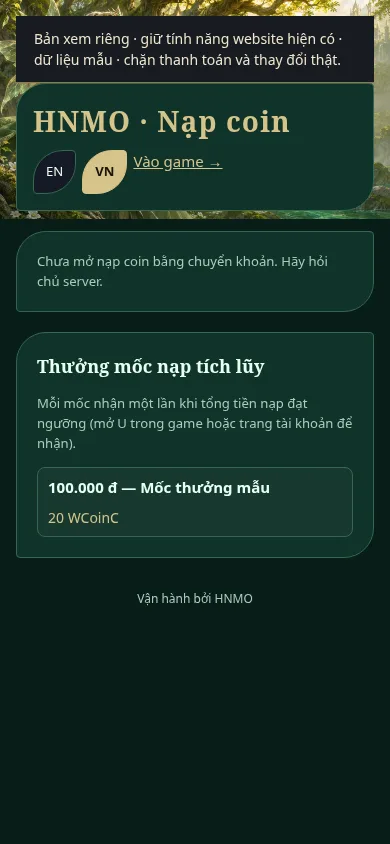 Bản xem riêng · giữ tính năng website hiện có ·
dữ liệu mẫu · chặn thanh toán và thay đổi thật.
HNMO · Nạp coin
EN
VN
Vào game →
Chưa mở nạp coin bằng chuyển khoản. Hãy hỏi
chủ server.
Thưởng mốc nạp tích lũy
Mỗi mốc nhận một lần khi tổng tiền nạp đạt
ngưỡng (mở U trong game hoặc trang tài khoản để
nhận).
100.000 đ — Mốc thưởng mẫu
20 WCoinC
Vận hành bởi HNMO